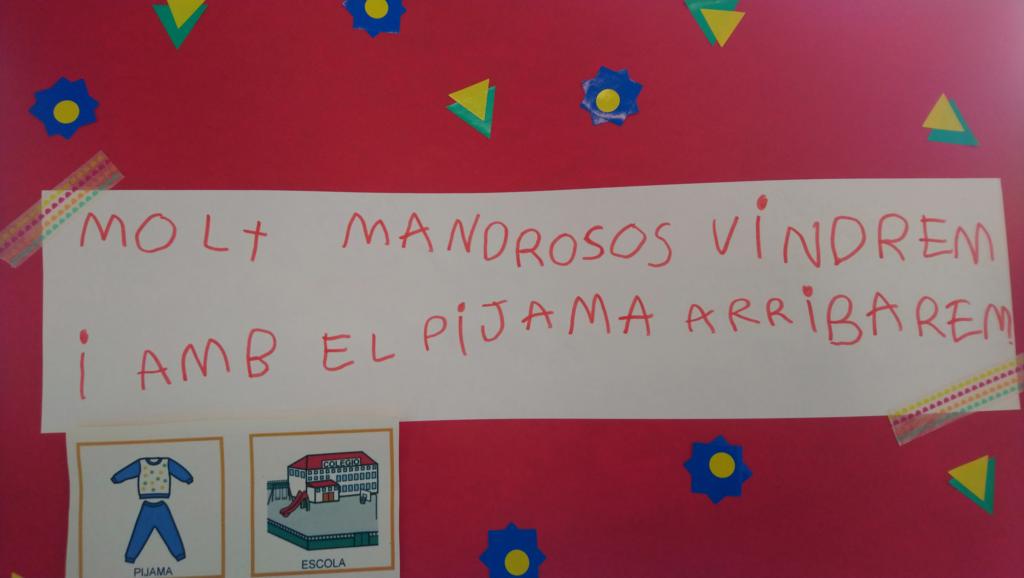 MOLT MANDROSOS VINDREM
i AMB EL PIJAMA ARRIBAREM!
COLEGIO
PIJAMA
ESCOLA